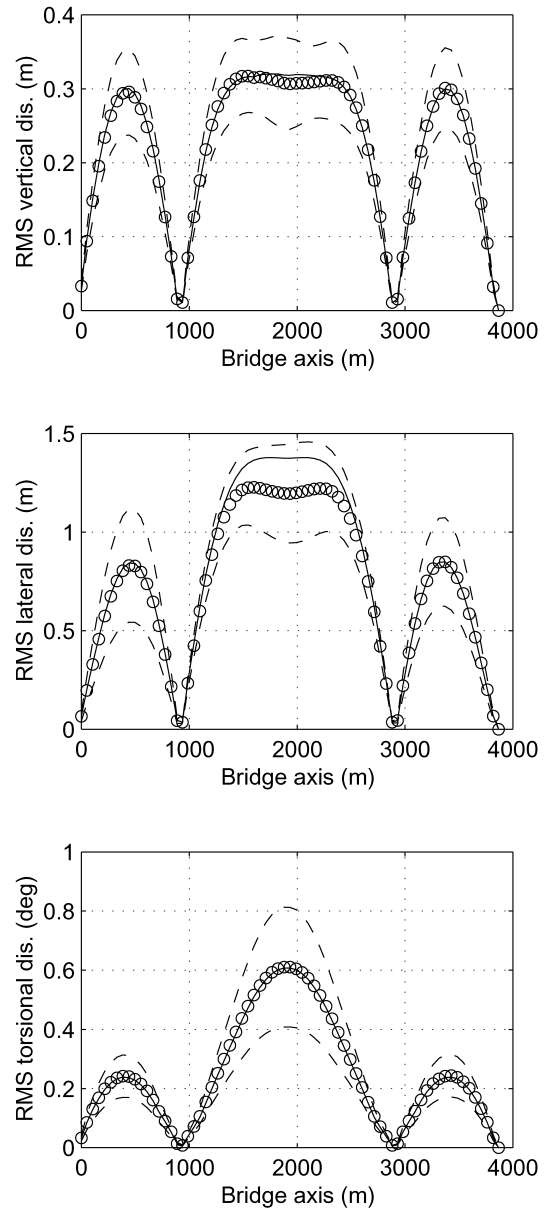 0.4
0.3
0.2
0.1
0
RMS vertical dis. (m)
0 1000 2000 3000 4000
Bridge axis (m)
1.5
1
0.5
0
RMS lateral dis. (m)
0 1000 2000 3000 4000
Bridge axis (m)
1
0.8
0.6
0.4
0.2
0
RMS torsional dis. (deg)
0 1000 2000 3000 4000
Bridge axis (m)